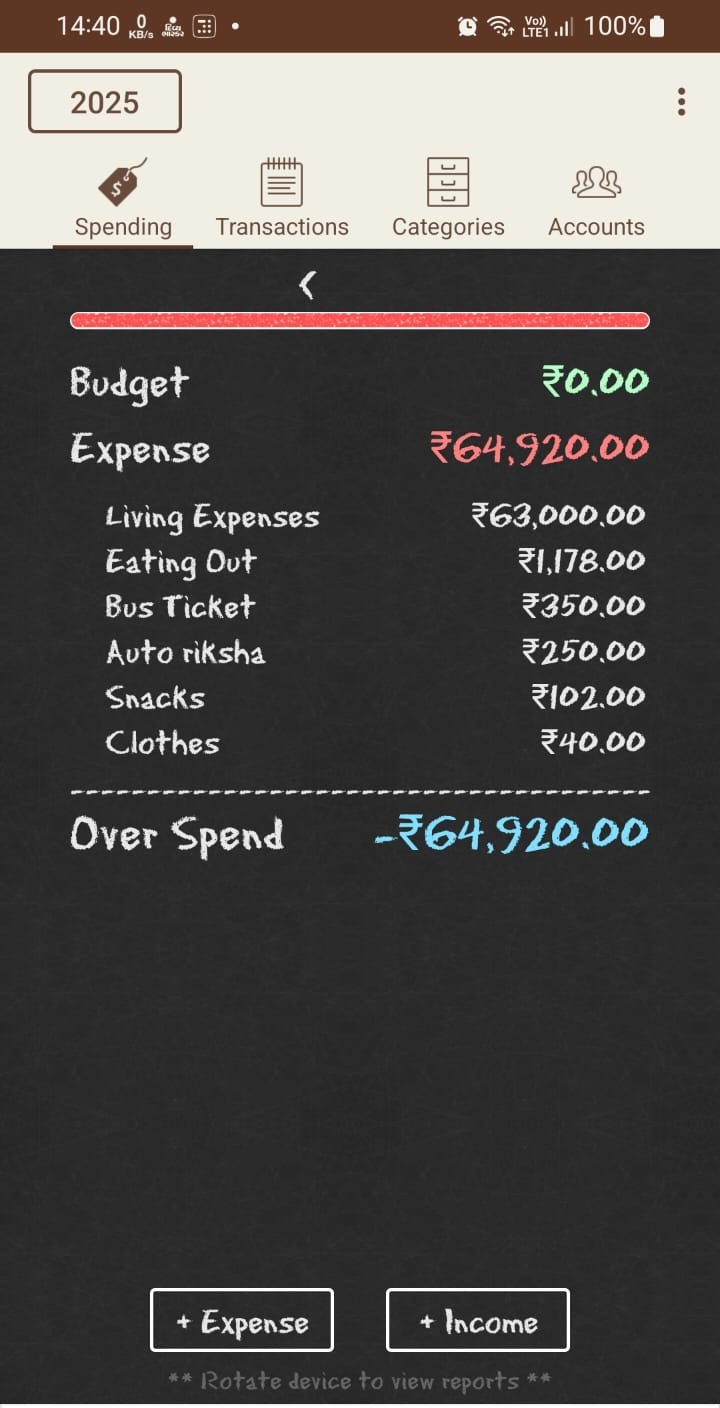 14:40 0 KB/s દિવ્ય ભાસ્કર Vo)) LTE1 100%
2025
Spending Transactions Categories Accounts
Budget ₹0.00
Expense ₹64,920.00
Living Expenses ₹63,000.00
Eating Out ₹1,178.00
Bus Ticket ₹350.00
Auto riksha ₹250.00
Snacks ₹102.00
Clothes ₹40.00
Over Spend -₹64,920.00
+ Expense + Income
** Rotate device to view reports **